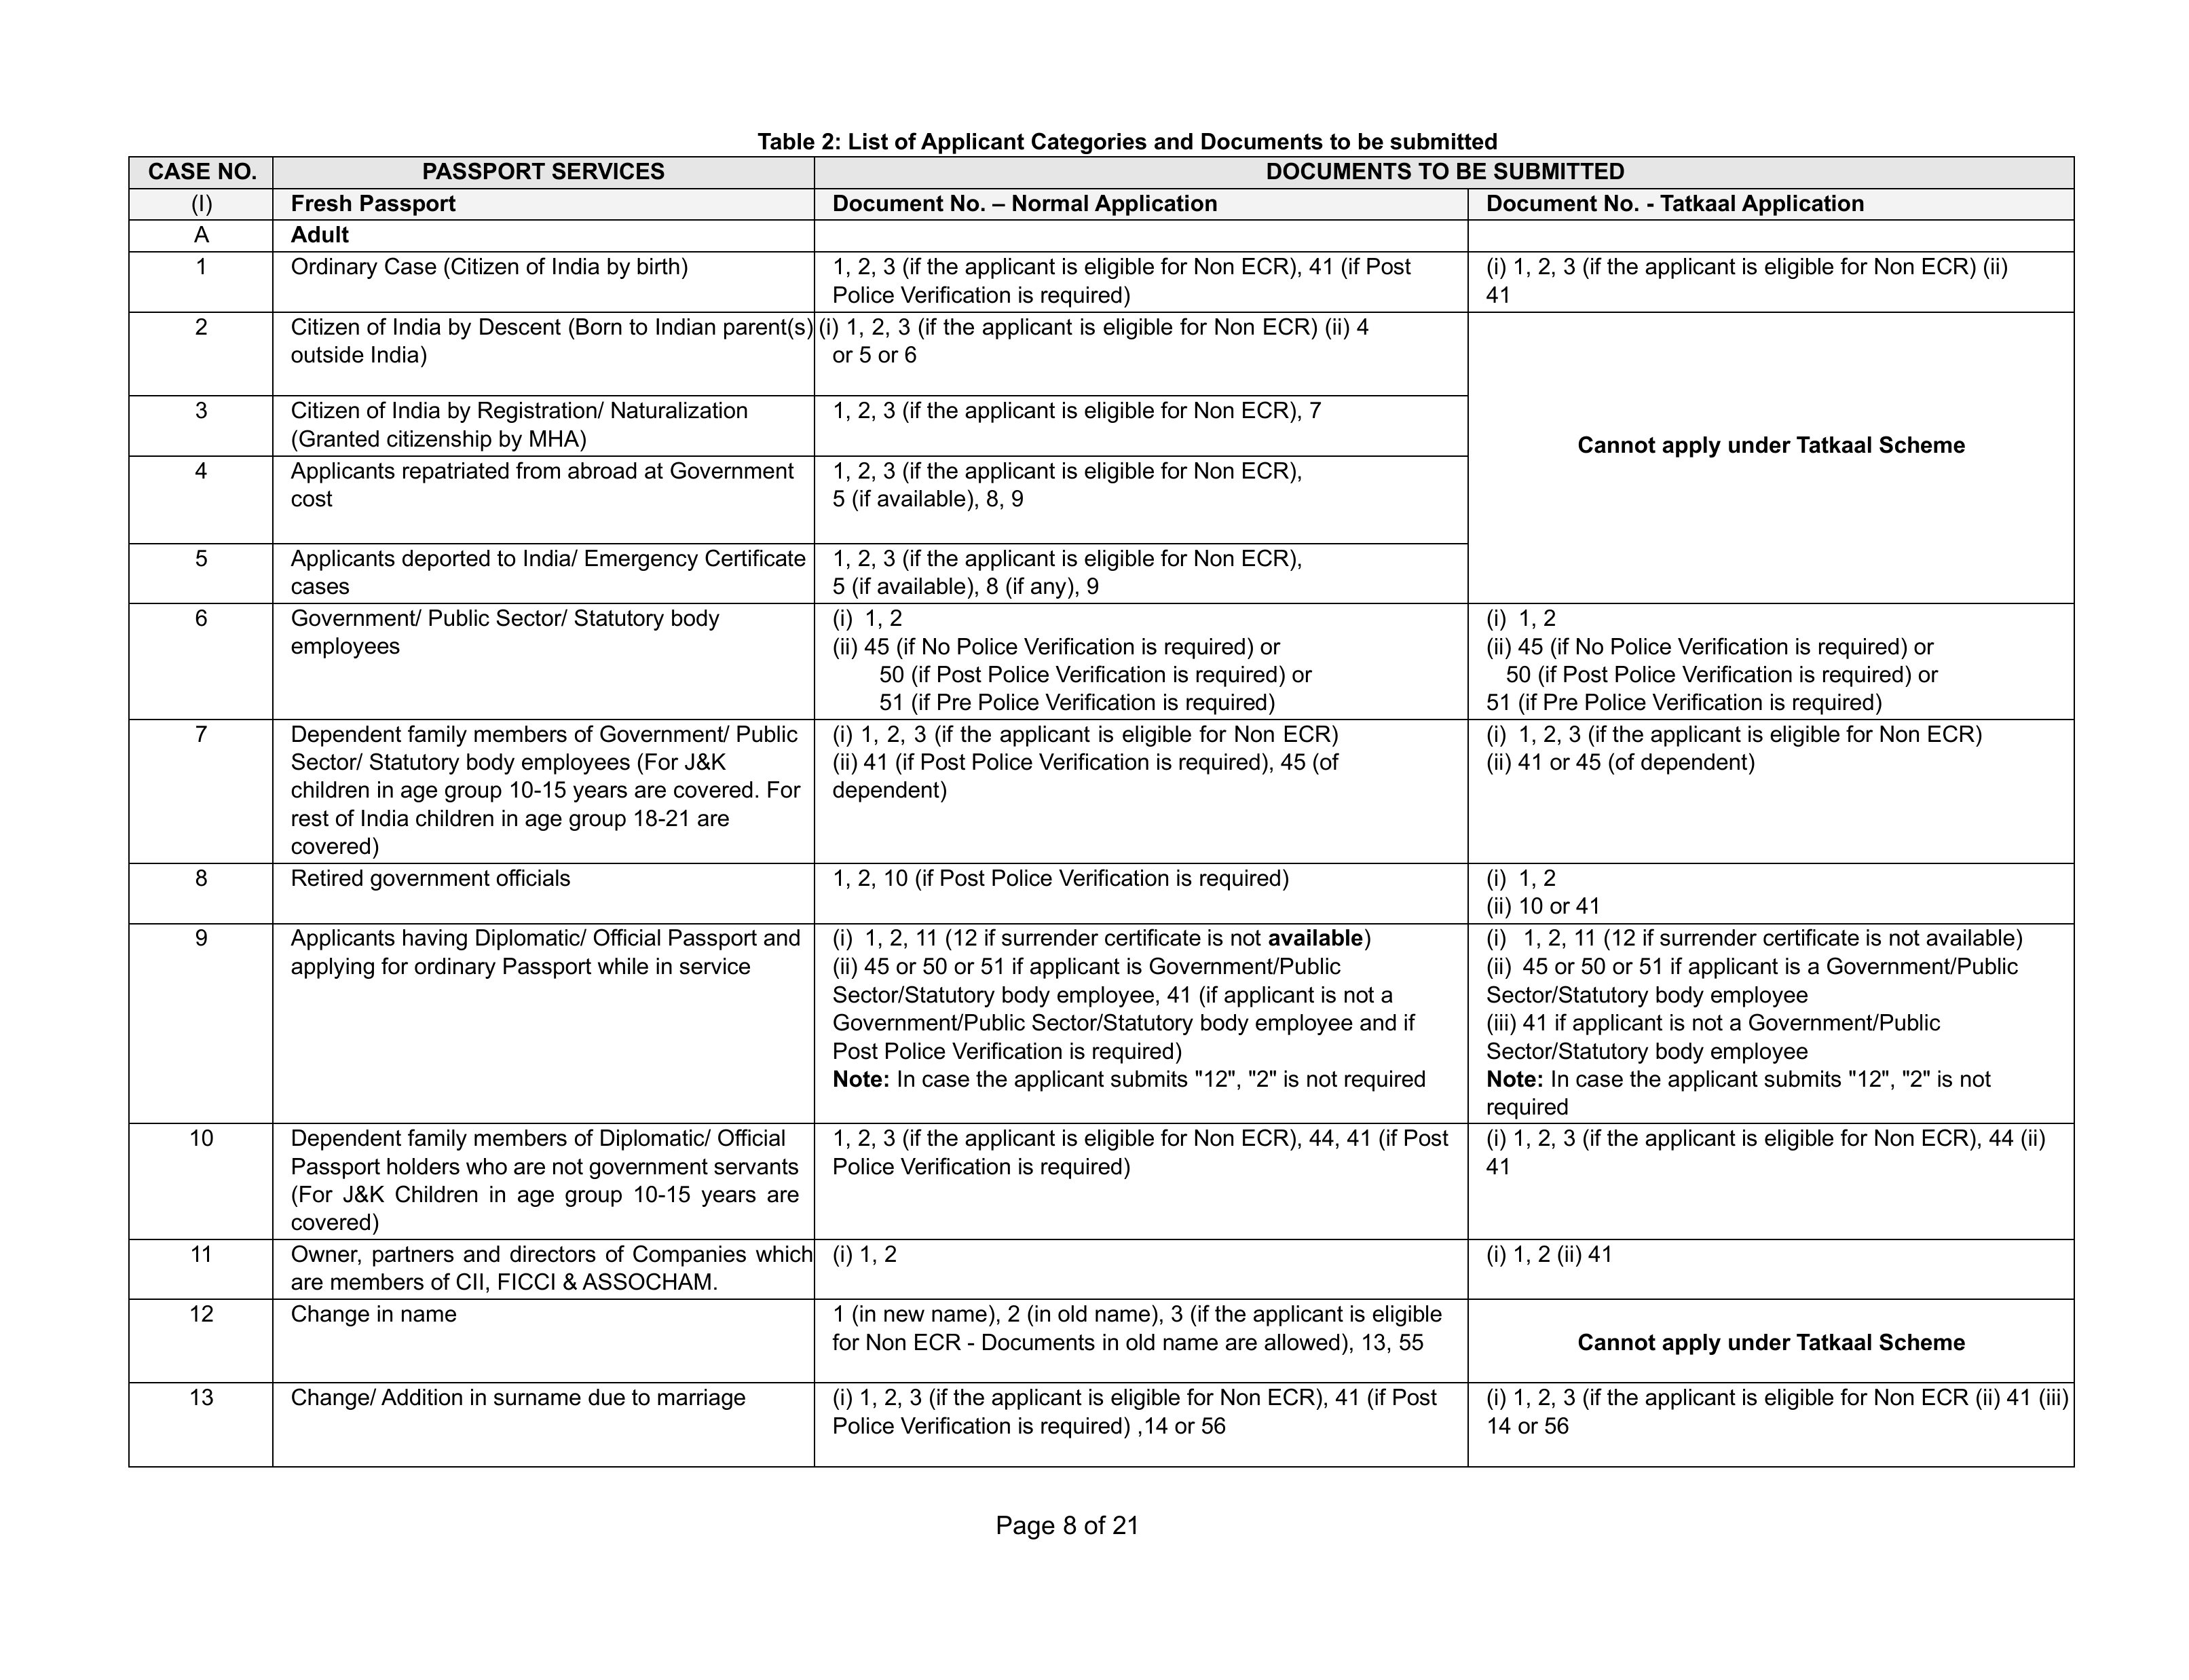 Table 2: List of Applicant Categories and Documents to be submitted
CASE NO. PASSPORT SERVICES DOCUMENTS TO BE SUBMITTED
(I) Fresh Passport Document No. – Normal Application Document No. - Tatkaal Application
A Adult
1 Ordinary Case (Citizen of India by birth) 1, 2, 3 (if the applicant is eligible for Non ECR), 41 (if Post (i) 1, 2, 3 (if the applicant is eligible for Non ECR) (ii)
Police Verification is required) 41
2 Citizen of India by Descent (Born to Indian parent(s) (i) 1, 2, 3 (if the applicant is eligible for Non ECR) (ii) 4
outside India) or 5 or 6
3 Citizen of India by Registration/ Naturalization 1, 2, 3 (if the applicant is eligible for Non ECR), 7
(Granted citizenship by MHA)
Cannot apply under Tatkaal Scheme
4 Applicants repatriated from abroad at Government 1, 2, 3 (if the applicant is eligible for Non ECR),
cost 5 (if available), 8, 9
5 Applicants deported to India/ Emergency Certificate 1, 2, 3 (if the applicant is eligible for Non ECR),
cases 5 (if available), 8 (if any), 9
6 Government/ Public Sector/ Statutory body (i) 1, 2 (i) 1, 2
employees (ii) 45 (if No Police Verification is required) or (ii) 45 (if No Police Verification is required) or
50 (if Post Police Verification is required) or 50 (if Post Police Verification is required) or
51 (if Pre Police Verification is required) 51 (if Pre Police Verification is required)
7 Dependent family members of Government/ Public (i) 1, 2, 3 (if the applicant is eligible for Non ECR) (i) 1, 2, 3 (if the applicant is eligible for Non ECR)
Sector/ Statutory body employees (For J&K (ii) 41 (if Post Police Verification is required), 45 (of (ii) 41 or 45 (of dependent)
children in age group 10-15 years are covered. For dependent)
rest of India children in age group 18-21 are
covered)
8 Retired government officials 1, 2, 10 (if Post Police Verification is required) (i) 1, 2
(ii) 10 or 41
9 Applicants having Diplomatic/ Official Passport and (i) 1, 2, 11 (12 if surrender certificate is not available) (i) 1, 2, 11 (12 if surrender certificate is not available)
applying for ordinary Passport while in service (ii) 45 or 50 or 51 if applicant is Government/Public (ii) 45 or 50 or 51 if applicant is a Government/Public
Sector/Statutory body employee, 41 (if applicant is not a Sector/Statutory body employee
Government/Public Sector/Statutory body employee and if (iii) 41 if applicant is not a Government/Public
Post Police Verification is required) Sector/Statutory body employee
Note: In case the applicant submits "12", "2" is not required Note: In case the applicant submits "12", "2" is not
required
10 Dependent family members of Diplomatic/ Official 1, 2, 3 (if the applicant is eligible for Non ECR), 44, 41 (if Post (i) 1, 2, 3 (if the applicant is eligible for Non ECR), 44 (ii)
Passport holders who are not government servants Police Verification is required) 41
(For J&K Children in age group 10-15 years are
covered)
11 Owner, partners and directors of Companies which (i) 1, 2 (i) 1, 2 (ii) 41
are members of CII, FICCI & ASSOCHAM.
12 Change in name 1 (in new name), 2 (in old name), 3 (if the applicant is eligible
for Non ECR - Documents in old name are allowed), 13, 55 Cannot apply under Tatkaal Scheme
13 Change/ Addition in surname due to marriage (i) 1, 2, 3 (if the applicant is eligible for Non ECR), 41 (if Post (i) 1, 2, 3 (if the applicant is eligible for Non ECR (ii) 41 (iii)
Police Verification is required) ,14 or 56 14 or 56
Page 8 of 21